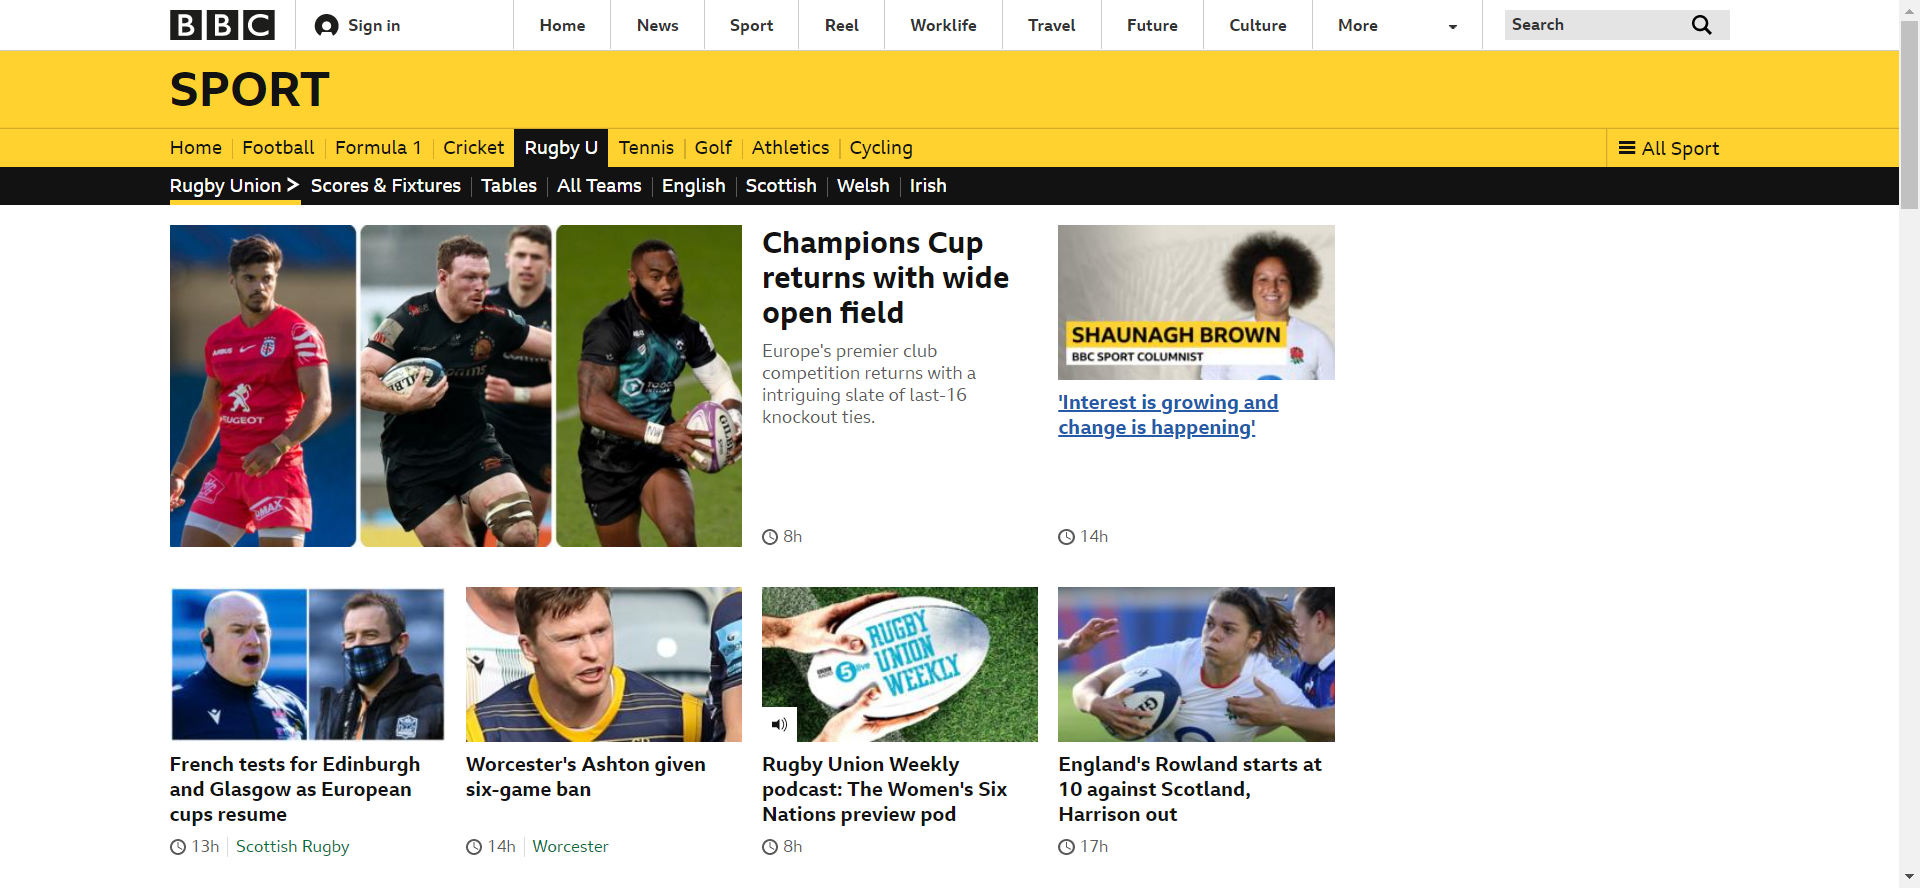 BBC
Sign in
Home
News
Sport
Reel
Worklife
Travel
Future
Culture
More
Search
SPORT
Home
Football
Formula 1
Cricket
Rugby U
Tennis
Golf
Athletics
Cycling
All Sport
Rugby Union >
Scores & Fixtures
Tables
All Teams
English
Scottish
Welsh
Irish
AIRBUS
PEUGEOT
Champions Cup
returns with wide
open field
Europe's premier club
competition returns with a
intriguing slate of last-16
knockout ties.
8h
SHAUNAGH BROWN
BBC SPORT COLUMNIST
'Interest is growing and
change is happening'
14h
French tests for Edinburgh
and Glasgow as European
cups resume
13h
Scottish Rugby
Worcester's Ashton given
six-game ban
14h
Worcester
5 live
RUGBY
UNION
WEEKLY
Rugby Union Weekly
podcast: The Women's Six
Nations preview pod
8h
England's Rowland starts at
10 against Scotland,
Harrison out
17h